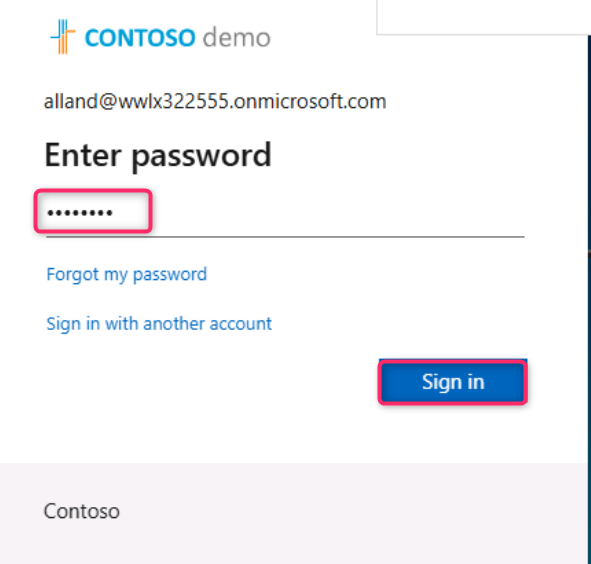 CONTOSO demo
alland@wwlx322555.onmicrosoft.com
Enter password
••••••••
Forgot my password
Sign in with another account
Sign in
Contoso